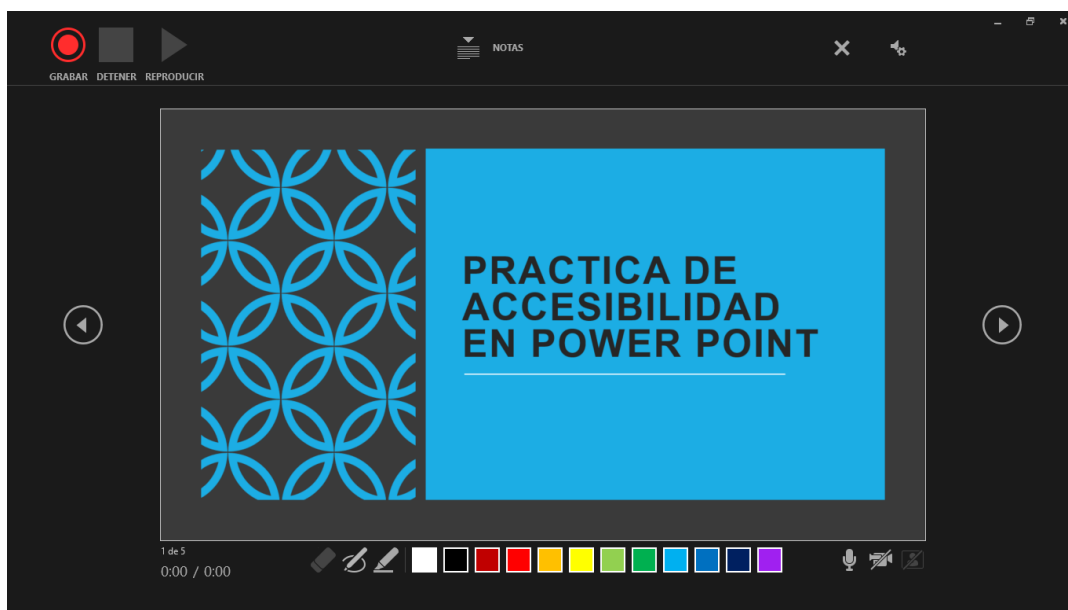 GRABAR DETENER REPRODUCIR
NOTAS
PRACTICA DE
ACCESIBILIDAD
EN POWER POINT
1 de 5
0:00 / 0:00